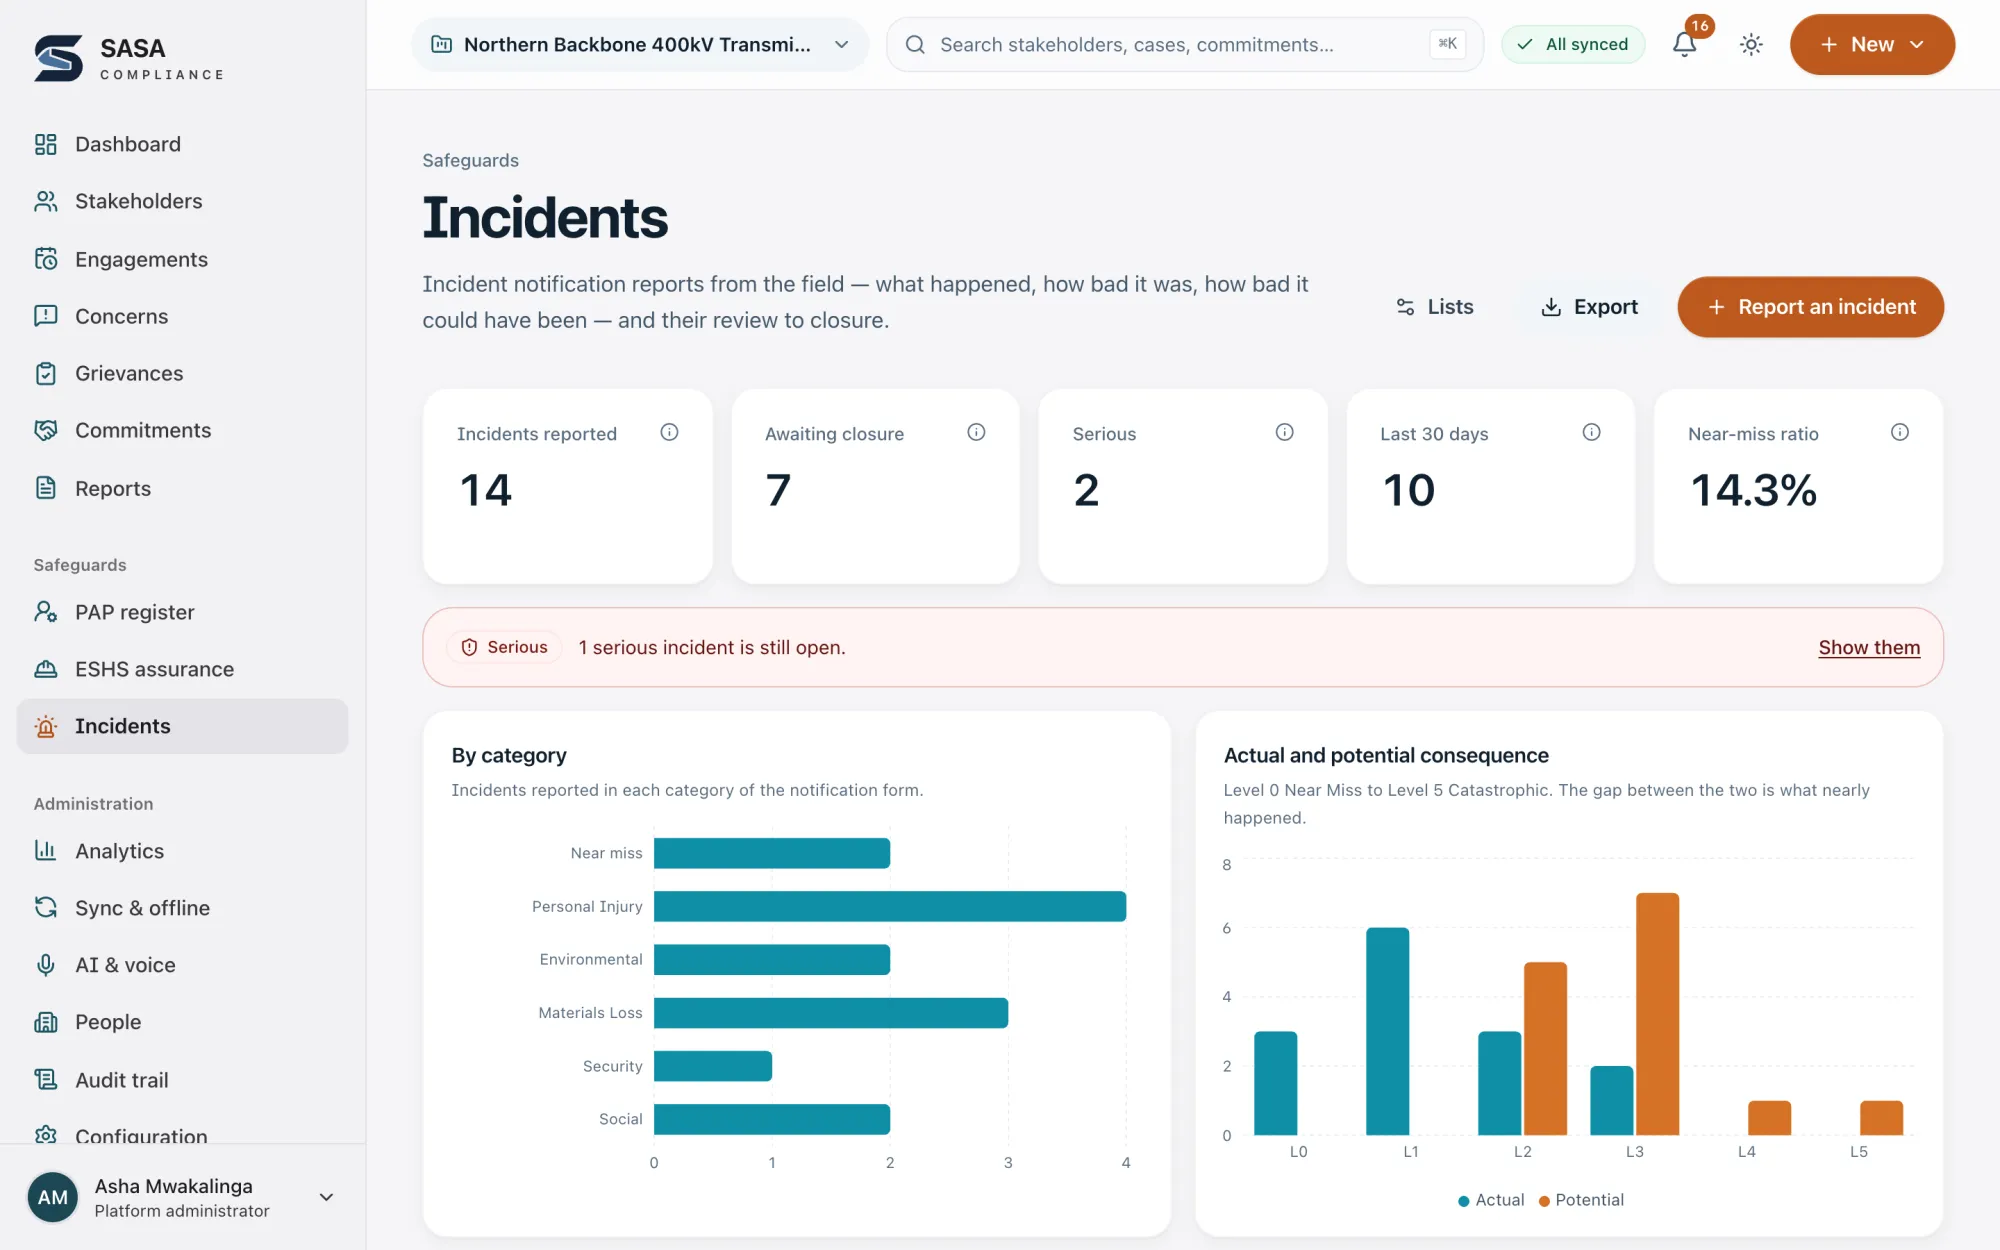 SASA
COMPLIANCE
Dashboard
Stakeholders
Engagements
Concerns
Grievances
Commitments
Reports
Safeguards
PAP register
ESHS assurance
Incidents
Administration
Analytics
Sync & offline
AI & voice
People
Audit trail
Configuration
AM
Asha Mwakalinga
Platform administrator
Northern Backbone 400kV Transmi...
Search stakeholders, cases, commitments...
⌘K
All synced
16
New
Safeguards
Incidents
Incident notification reports from the field — what happened, how bad it was, how bad it
could have been — and their review to closure.
Lists
Export
Report an incident
Incidents reported
14
Awaiting closure
7
Serious
2
Last 30 days
10
Near-miss ratio
14.3%
Serious
1 serious incident is still open.
Show them
By category
Incidents reported in each category of the notification form.
Near miss
Personal Injury
Environmental
Materials Loss
Security
Social
0 1 2 3 4
Actual and potential consequence
Level 0 Near Miss to Level 5 Catastrophic. The gap between the two is what nearly
happened.
8
6
4
2
0
L0 L1 L2 L3 L4 L5
Actual Potential